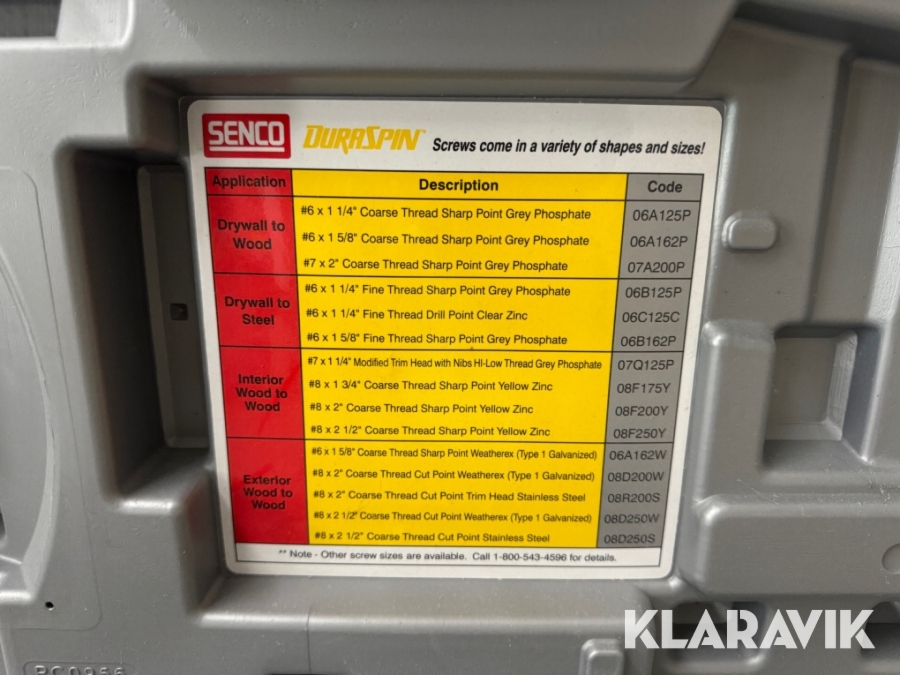 SENCO DURASPIN Screws come in a variety of shapes and sizes!
Application Description Code
Drywall to
Wood
#6 x 1 1/4" Coarse Thread Sharp Point Grey Phosphate 06A125P
#6 x 1 5/8" Coarse Thread Sharp Point Grey Phosphate 06A162P
#7 x 2" Coarse Thread Sharp Point Grey Phosphate 07A200P
Drywall to
Steel
#6 x 1 1/4" Fine Thread Sharp Point Grey Phosphate 06B125P
#6 x 1 1/4" Fine Thread Drill Point Clear Zinc 06C125C
#6 x 1 5/8" Fine Thread Sharp Point Grey Phosphate 06B162P
Interior
Wood to
Wood
#7 x 1 1/4" Modified Trim Head with Nibs HI-Low Thread Grey Phosphate 07Q125P
#8 x 1 3/4" Coarse Thread Sharp Point Yellow Zinc 08F175Y
#8 x 2" Coarse Thread Sharp Point Yellow Zinc 08F200Y
#8 x 2 1/2" Coarse Thread Sharp Point Yellow Zinc 08F250Y
Exterior
Wood to
Wood
#6 x 1 5/8" Coarse Thread Sharp Point Weatherex (Type 1 Galvanized) 06A162W
#8 x 2" Coarse Thread Cut Point Weatherex (Type 1 Galvanized) 08D200W
#8 x 2" Coarse Thread Cut Point Trim Head Stainless Steel 08R200S
#8 x 2 1/2" Coarse Thread Cut Point Weatherex (Type 1 Galvanized) 08D250W
#8 x 2 1/2" Coarse Thread Cut Point Stainless Steel 08D250S
** Note - Other screw sizes are available. Call 1-800-543-4596 for details.
KLARAVIK